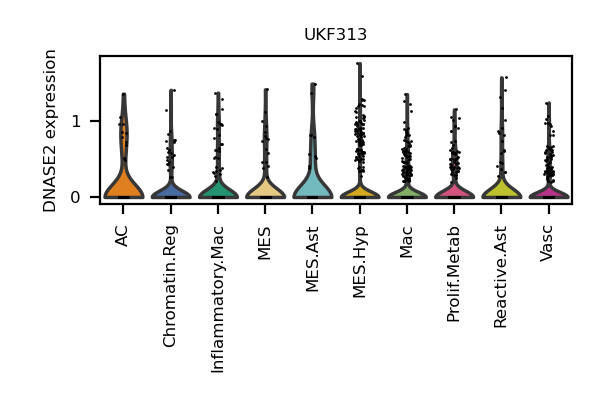 UKF313
DNASE2 expression
1
0
AC
Chromatin.Reg
Inflammatory.Mac
MES
MES.Ast
MES.Hyp
Mac
Prolif.Metab
Reactive.Ast
Vasc